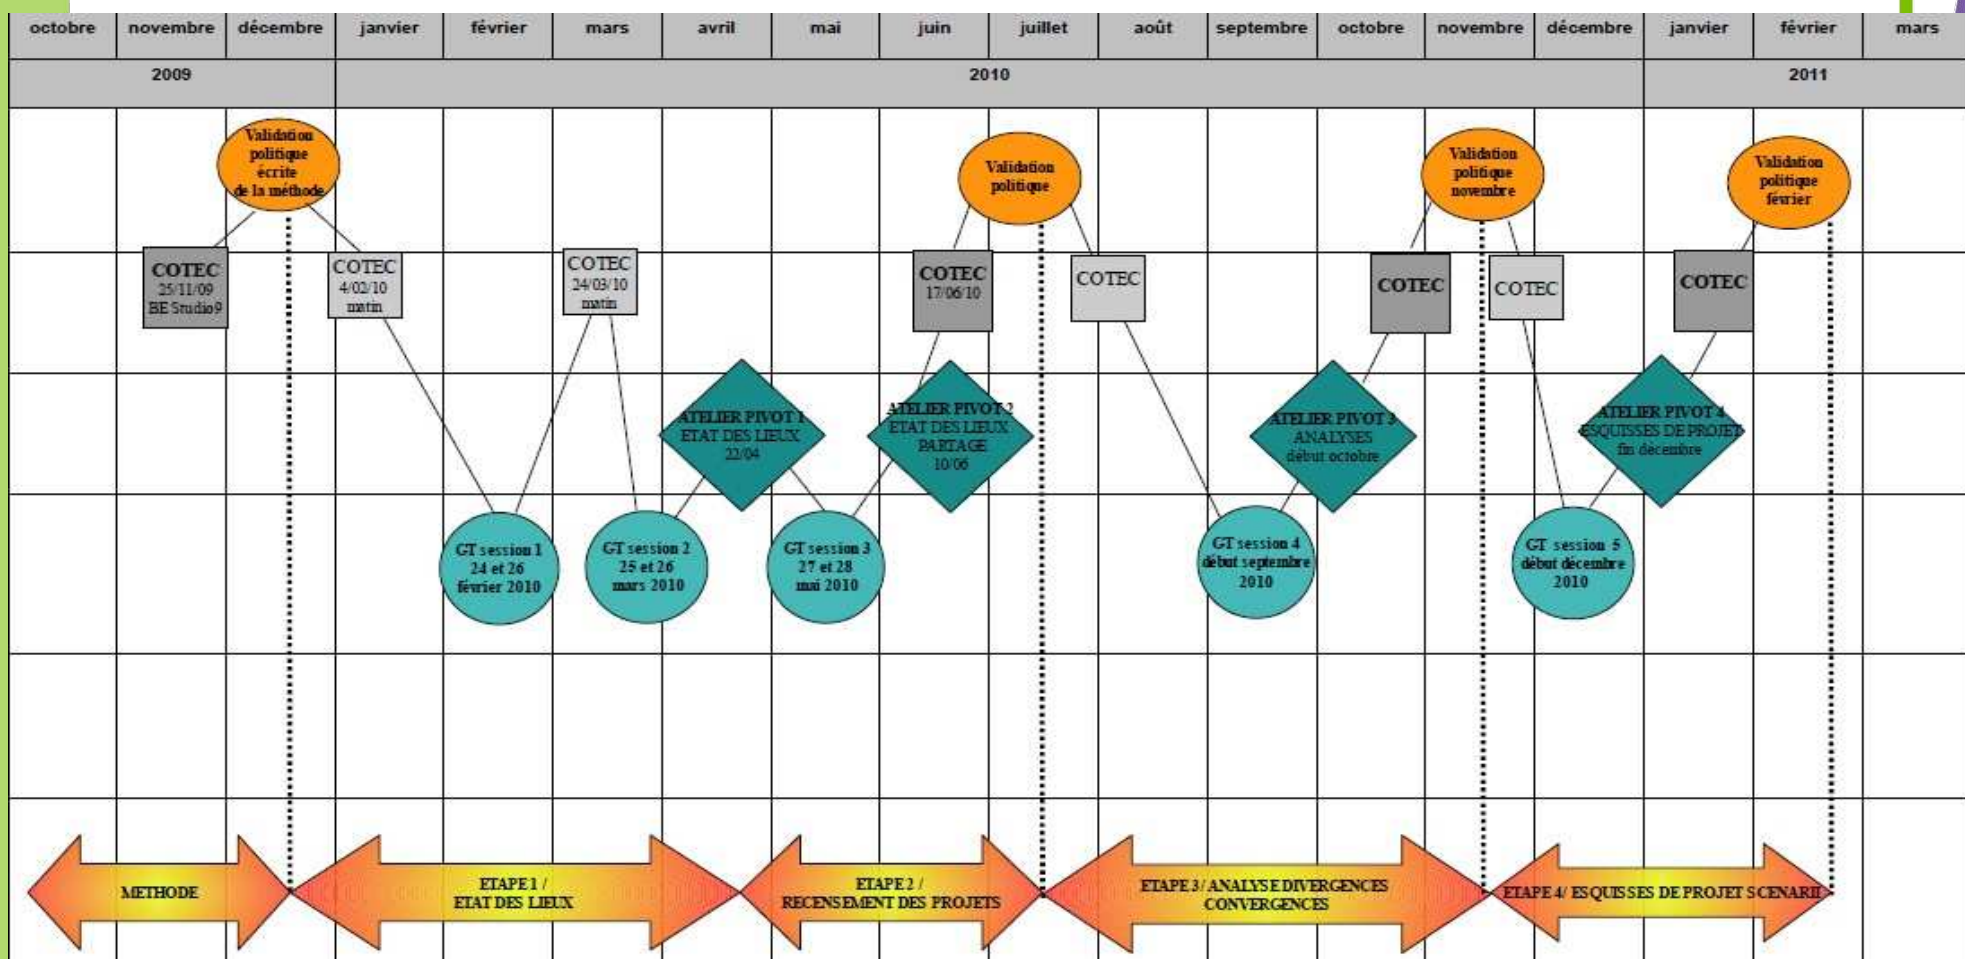 octobre novembre décembre janvier février mars avril mai juin juillet août septembre octobre novembre décembre janvier février mars
2009 2010 2011
Validation
politique
écrite
de la méthode
Validation
politique
Validation
politique
novembre
Validation
politique
février
COTEC
25/11/09
BE Studio9
COTEC
4/02/10
matin
COTEC
24/03/10
matin
COTEC
17/06/10
COTEC
COTEC
COTEC
COTEC
ATELIER PIVOT 1
ETAT DES LIEUX
22/04
ATELIER PIVOT 2
ETAT DES LIEUX
PARTAGE
10/06
ATELIER PIVOT 3
ANALYSES
début octobre
ATELIER PIVOT 4
ESQUISSES DE PROJET
fin décembre
GT session 1
24 et 26
février 2010
GT session 2
25 et 26
mars 2010
GT session 3
27 et 28
mai 2010
GT session 4
début septembre
2010
GT session 5
début décembre
2010
METHODE
ETAPE 1 /
ETAT DES LIEUX
ETAPE 2 /
RECENSEMENT DES PROJETS
ETAPE 3/ ANALYSE DIVERGENCES
CONVERGENCES
ETAPE 4/ ESQUISSES DE PROJET SCENARII